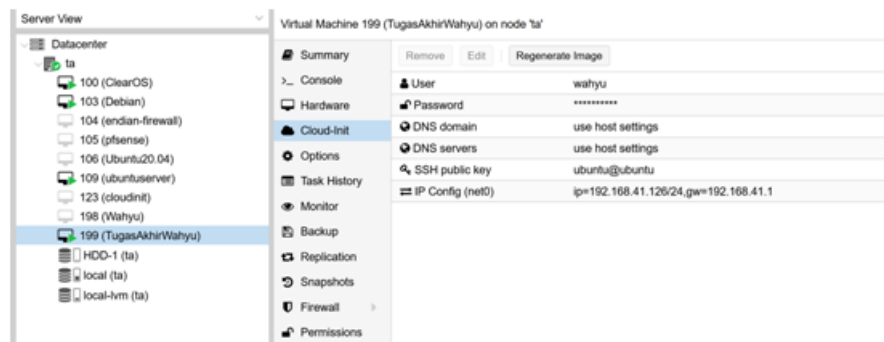 Server View
Datacenter
ta
100 (ClearOS)
103 (Debian)
104 (endian-firewall)
105 (pfsense)
106 (Ubuntu20.04)
109 (ubuntuserver)
123 (cloudinit)
198 (Wahyu)
199 (TugasAkhirWahyu)
HDD-1 (ta)
local (ta)
local-lvm (ta)
Virtual Machine 199 (TugasAkhirWahyu) on node 'ta'
Summary
>_ Console
Hardware
Cloud-Init
Options
Task History
Monitor
Backup
Replication
Snapshots
Firewall
Permissions
Remove Edit Regenerate Image
User wahyu
Password **********
DNS domain use host settings
DNS servers use host settings
SSH public key ubuntu@ubuntu
IP Config (net0) ip=192.168.41.126/24,gw=192.168.41.1